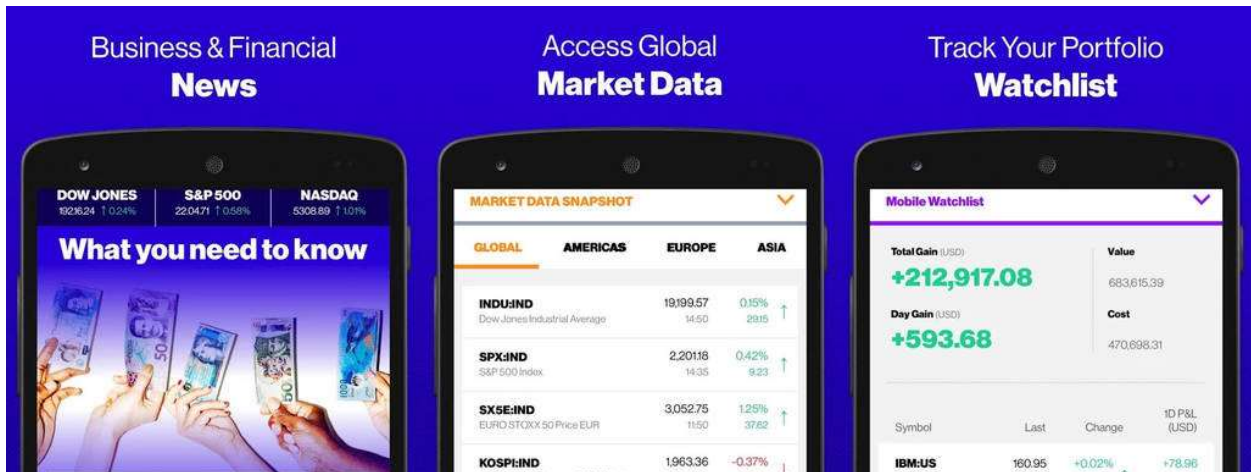 Business & Financial
News
DOW JONES
19216.24 ↑ 0.24%
S&P 500
22.04.71 ↑ 0.58%
NASDAQ
5308.89 ↑ 1.01%
What you need to know
50
50
1000
Access Global
Market Data
MARKET DATA SNAPSHOT
GLOBAL AMERICAS EUROPE ASIA
INDU:IND 19,199.57 0.15% ↑
Dow Jones Industrial Average 14:50 29.15
SPX:IND 2,201.18 0.42% ↑
S&P 500 Index 14:35 9.23
SX5E:IND 3,052.75 1.25% ↑
EURO STOXX 50 Price EUR 11:50 37.62
KOSPI:IND 1,963.36 -0.37% ↓
Track Your Portfolio
Watchlist
Mobile Watchlist
Total Gain (USD) Value
+212,917.08 683,615.39
Day Gain (USD) Cost
+593.68 470,698.31
1D P&L
Symbol Last Change (USD)
IBM:US 160.95 +0.02% +78.96